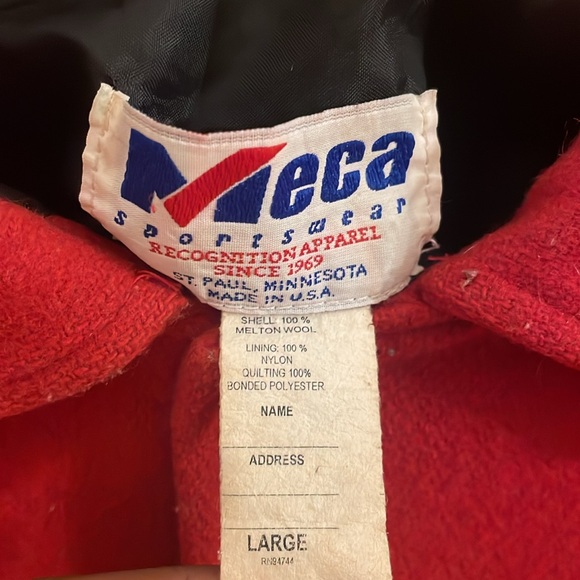 Meca
sportswear
RECOGNITION APPAREL
SINCE 1969
ST. PAUL, MINNESOTA
MADE IN U.S.A.
SHELL: 100%
MELTON WOOL
LINING: 100%
NYLON
QUILTING 100%
BONDED POLYESTER
NAME
ADDRESS
LARGE
RN94744